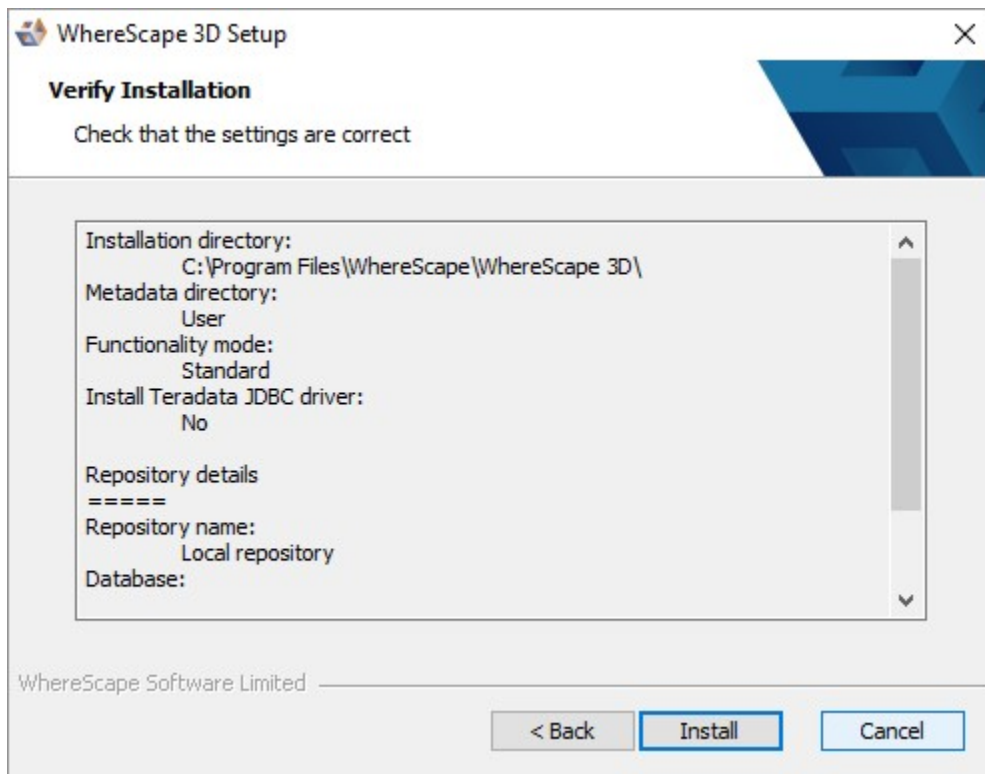 WhereScape 3D Setup
Verify Installation
Check that the settings are correct
Installation directory:
C:\Program Files\WhereScape\WhereScape 3D\
Metadata directory:
User
Functionality mode:
Standard
Install Teradata JDBC driver:
No
Repository details
=====
Repository name:
Local repository
Database:
WhereScape Software Limited
< Back Install Cancel